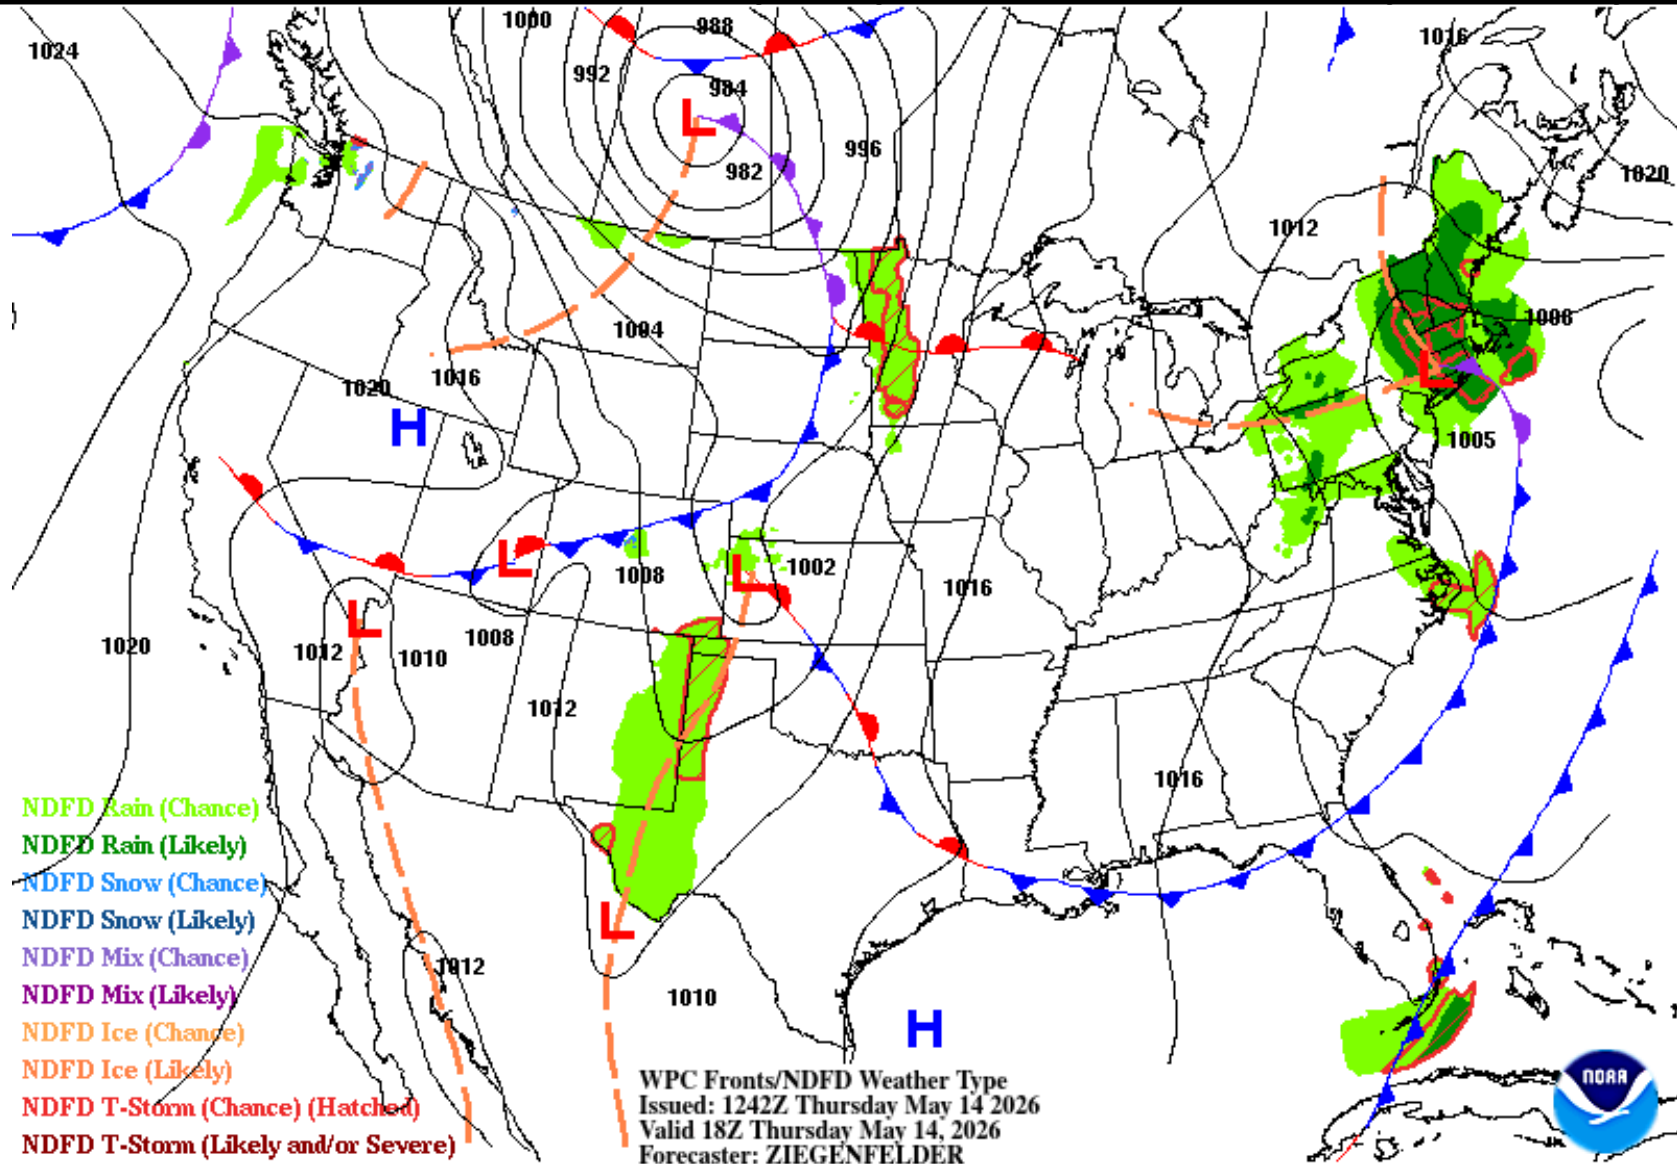 1024
1000
988
1016
992
984
996
982
1020
1012
1004
1008
1020
1016
1005
1008
1002
1016
1020
1012
1010
1008
1012
1016
1012
1010
NDFD Rain (Chance)
NDFD Rain (Likely)
NDFD Snow (Chance)
NDFD Snow (Likely)
NDFD Mix (Chance)
NDFD Mix (Likely)
NDFD Ice (Chance)
NDFD Ice (Likely)
NDFD T-Storm (Chance) (Hatched)
NDFD T-Storm (Likely and/or Severe)
L
L
H
L
L
L
L
H
WPC Fronts/NDFD Weather Type
Issued: 1242Z Thursday May 14 2026
Valid 18Z Thursday May 14, 2026
Forecaster: ZIEGENFELDER
NOAA